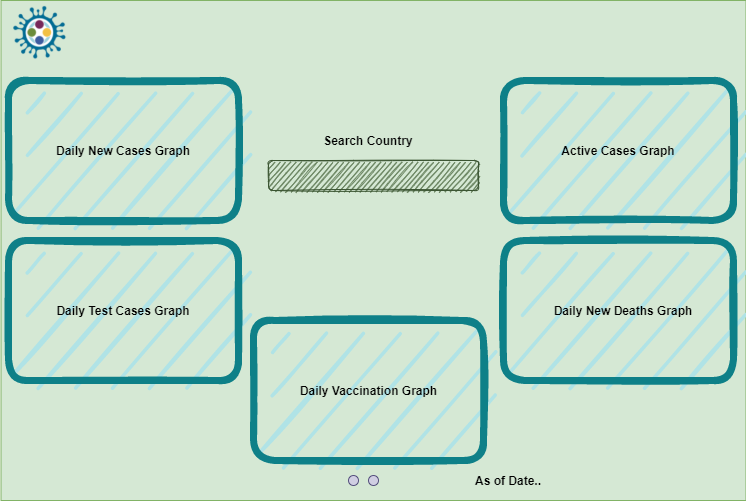 Search Country
Daily New Cases Graph
Active Cases Graph
Daily Test Cases Graph
Daily New Deaths Graph
Daily Vaccination Graph
As of Date..